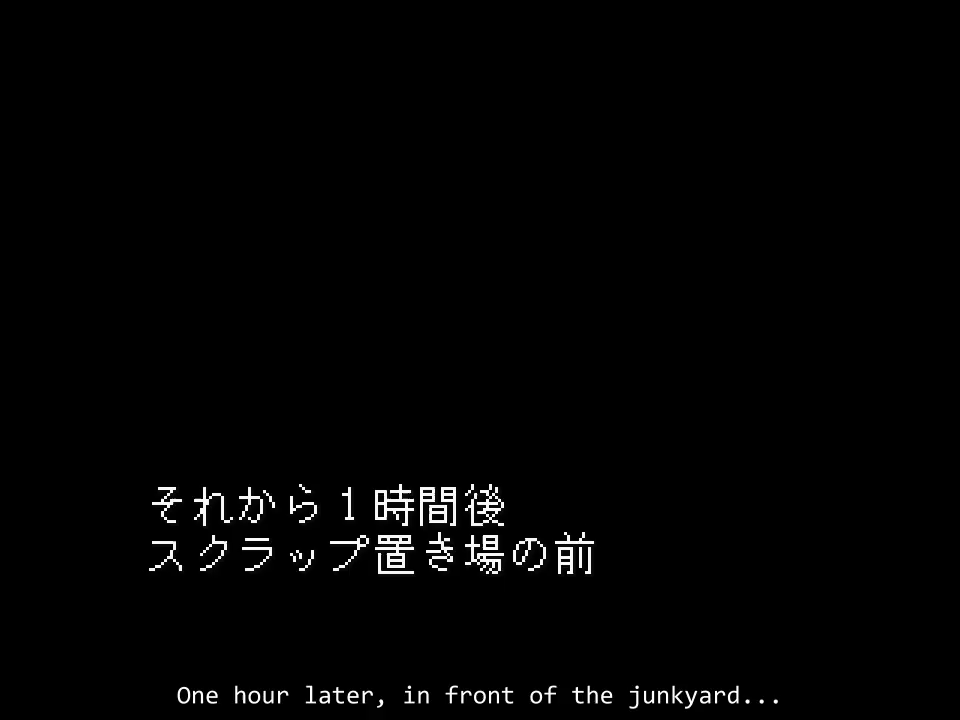 それから１時間後
スクラップ置き場の前
One hour later, in front of the junkyard...